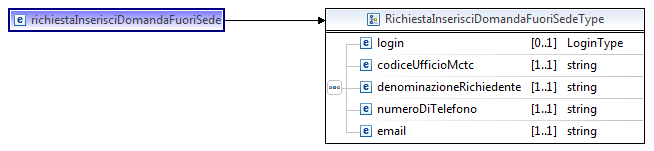 richiestaInserisciDomandaFuoriSede
RichiestaInserisciDomandaFuoriSedeType
login [0..1] LoginType
codiceUfficioMctc [1..1] string
denominazioneRichiedente [1..1] string
numeroDiTelefono [1..1] string
email [1..1] string